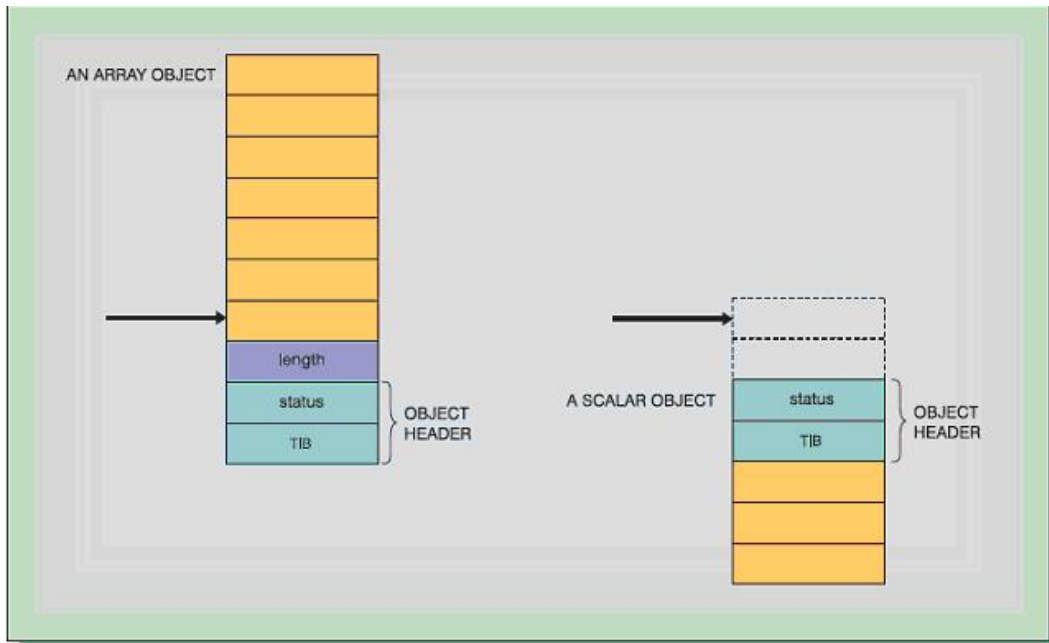 AN ARRAY OBJECT
length
status
TIB
OBJECT
HEADER
A SCALAR OBJECT
status
TIB
OBJECT
HEADER